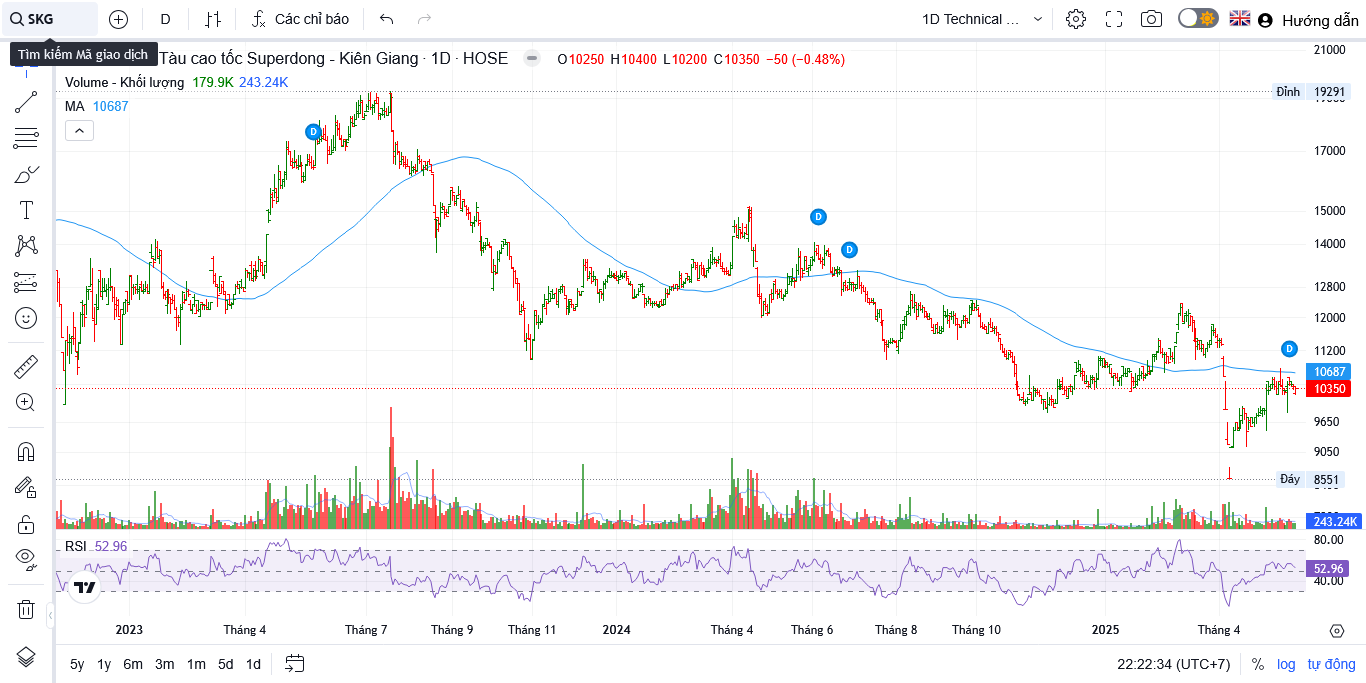 SKG
D
Các chỉ báo
1D Technical ...
Hướng dẫn
Tìm kiếm Mã giao dịch
Tàu cao tốc Superdong - Kiên Giang · 1D · HOSE
O10250 H10400 L10200 C10350 −50 (−0.48%)
Volume - Khối lượng 179.9K 243.24K
MA 10687
D
D
D
D
21000
Đỉnh 19291
17000
15000
14000
12800
12000
11200
10687
10350
9650
9050
Đáy 8551
243.24K
RSI 52.96
80.00
52.96
40.00
2023 Tháng 4 Tháng 7 Tháng 9 Tháng 11 2024 Tháng 4 Tháng 6 Tháng 8 Tháng 10 2025 Tháng 4
5y 1y 6m 3m 1m 5d 1d
22:22:34 (UTC+7) % log tự động